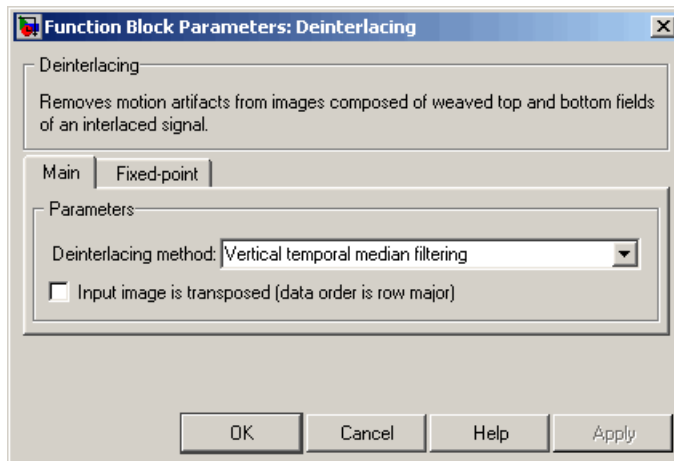 Function Block Parameters: Deinterlacing
Deinterlacing
Removes motion artifacts from images composed of weaved top and bottom fields
of an interlaced signal.
Main Fixed-point
Parameters
Deinterlacing method: Vertical temporal median filtering
Input image is transposed (data order is row major)
OK Cancel Help Apply